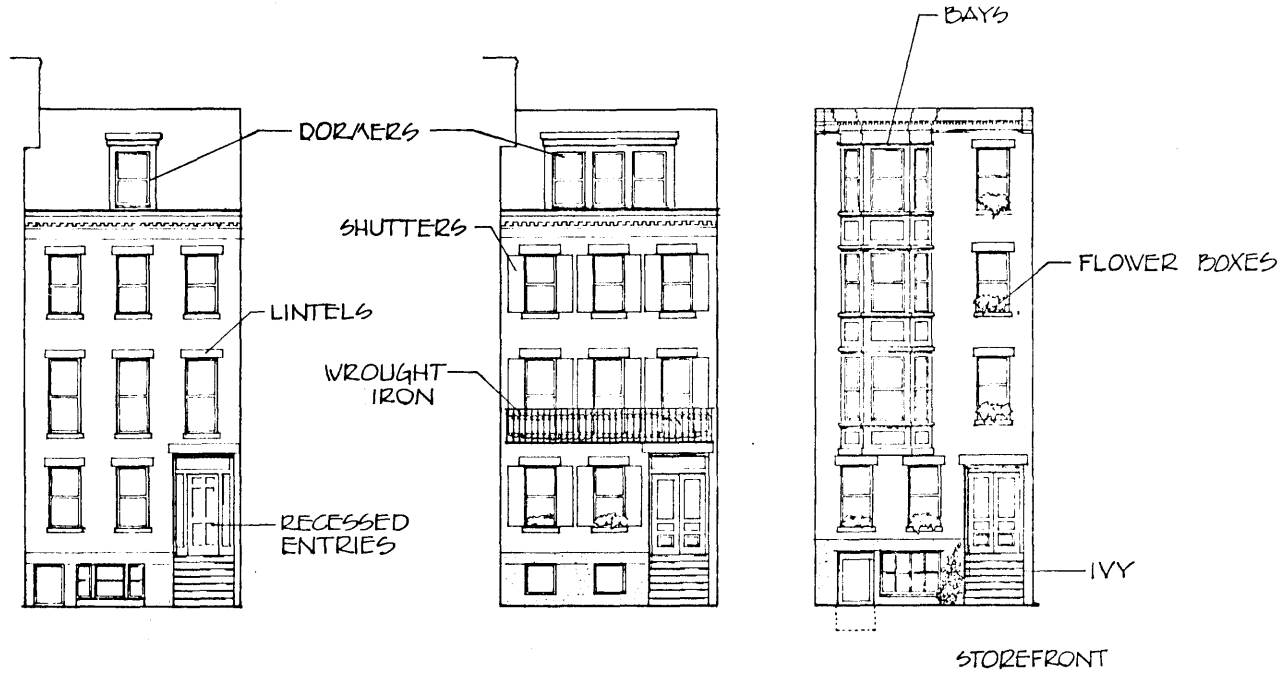 BAYS
DORMERS
SHUTTERS
FLOWER BOXES
LINTELS
WROUGHT
IRON
RECESSED
ENTRIES
IVY
STOREFRONT